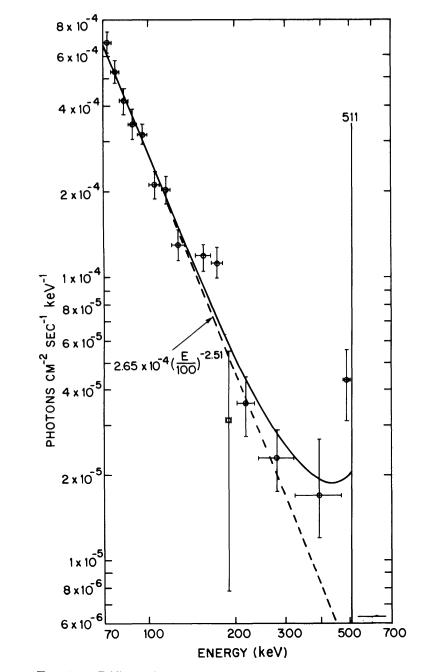 8 x 10⁻⁴
6 x 10⁻⁴
4 x 10⁻⁴
2 x 10⁻⁴
1 x 10⁻⁴
8 x 10⁻⁵
6 x 10⁻⁵
4 x 10⁻⁵
2 x 10⁻⁵
1 x 10⁻⁵
8 x 10⁻⁶
6 x 10⁻⁶
PHOTONS CM⁻² SEC⁻¹ keV⁻¹
511
2.65 x 10⁻⁴(E/100)⁻²·⁵¹
70 100 200 300 500 700
ENERGY (keV)